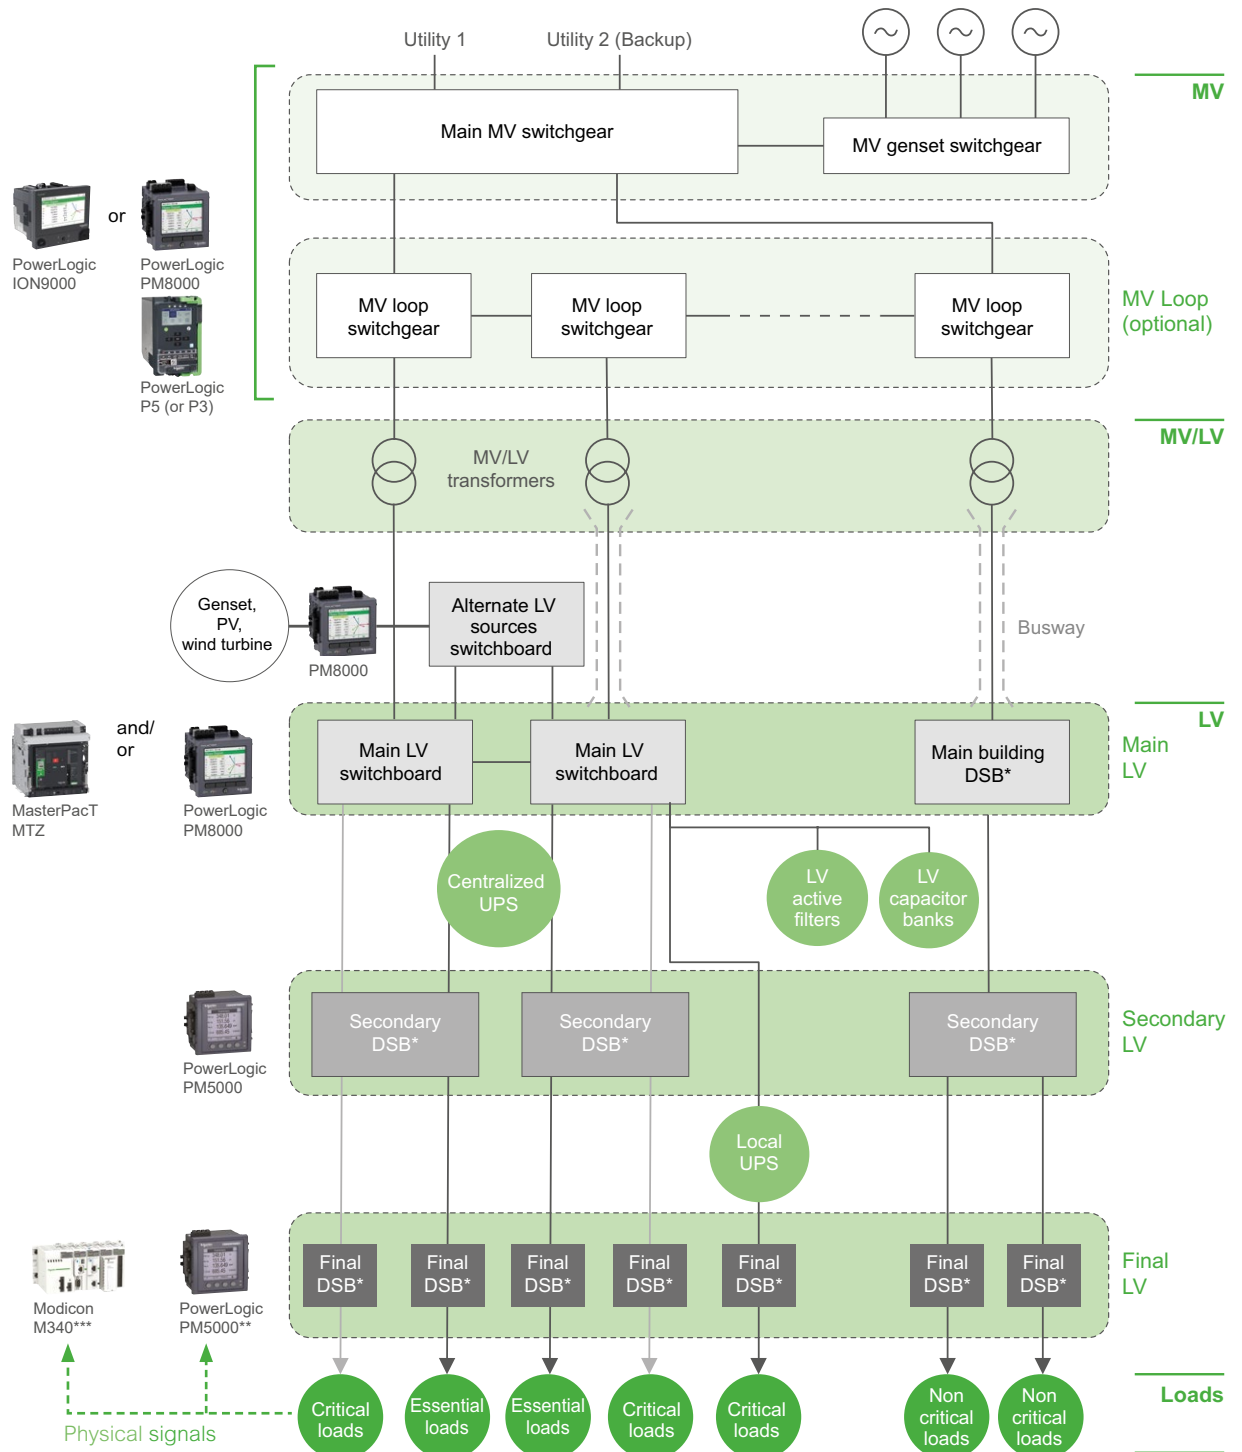 Utility 1
Utility 2 (Backup)
MV
Main MV switchgear
MV genset switchgear
or
PowerLogic
ION9000
PowerLogic
PM8000
PowerLogic
P5 (or P3)
MV loop
switchgear
MV loop
switchgear
MV loop
switchgear
MV Loop
(optional)
MV/LV
MV/LV
transformers
Genset,
PV,
wind turbine
PM8000
Alternate LV
sources
switchboard
Busway
LV
MasterPacT
MTZ
and/
or
PowerLogic
PM8000
Main LV
switchboard
Main LV
switchboard
Main building
DSB*
Main
LV
Centralized
UPS
LV
active
filters
LV
capacitor
banks
PowerLogic
PM5000
Secondary
DSB*
Secondary
DSB*
Secondary
DSB*
Secondary
LV
Local
UPS
Modicon
M340***
PowerLogic
PM5000**
Final
DSB*
Final
DSB*
Final
DSB*
Final
DSB*
Final
DSB*
Final
DSB*
Final
DSB*
Final
LV
Physical signals
Critical
loads
Essential
loads
Essential
loads
Critical
loads
Critical
loads
Non
critical
loads
Non
critical
loads
Loads